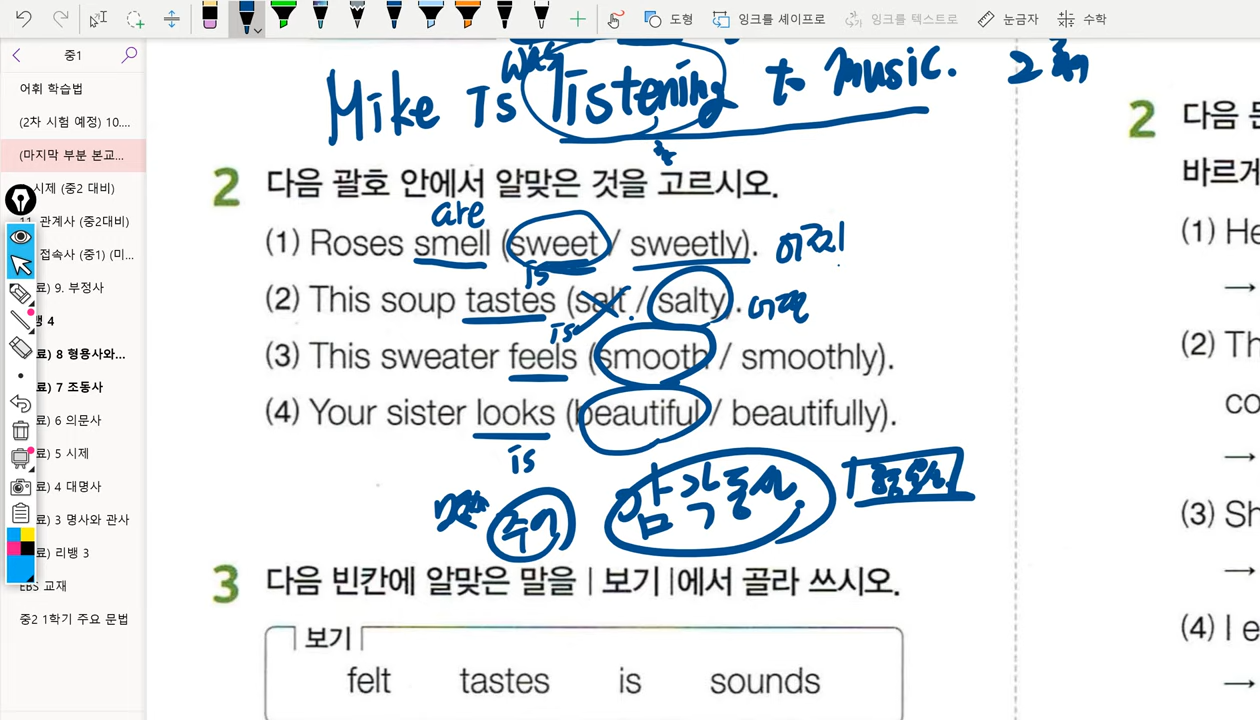 도형
잉크를 셰이프로
잉크를 텍스트로
눈금자
수학
중1
어휘 학습법
(2차 시험 예정) 10....
(마지막 부분 본교...
시제 (중2 대비)
11. 관계사 (중2대비)
접속사 (중1) (미...
료) 9. 부정사
뱅 4
료) 8 형용사와...
료) 7 조동사
료) 6 의문사
료) 5 시제
료) 4 대명사
료) 3 명사와 관사
료) 리뱅 3
EBS 교재
중2 1학기 주요 문법
was
Mike is listening to music.
2 다음 괄호 안에서 알맞은 것을 고르시오.
are
(1) Roses smell (sweet / sweetly).
is
(2) This soup tastes (salt / salty).
is
(3) This sweater feels (smooth / smoothly).
(4) Your sister looks (beautiful / beautifully).
is
주어 감각동사 + 형용사
3 다음 빈칸에 알맞은 말을 | 보기 |에서 골라 쓰시오.
보기
felt tastes is sounds
2 다음 문
바르게
(1) He
→
(2) Th
co
→
(3) Sh
→
(4) I e
→